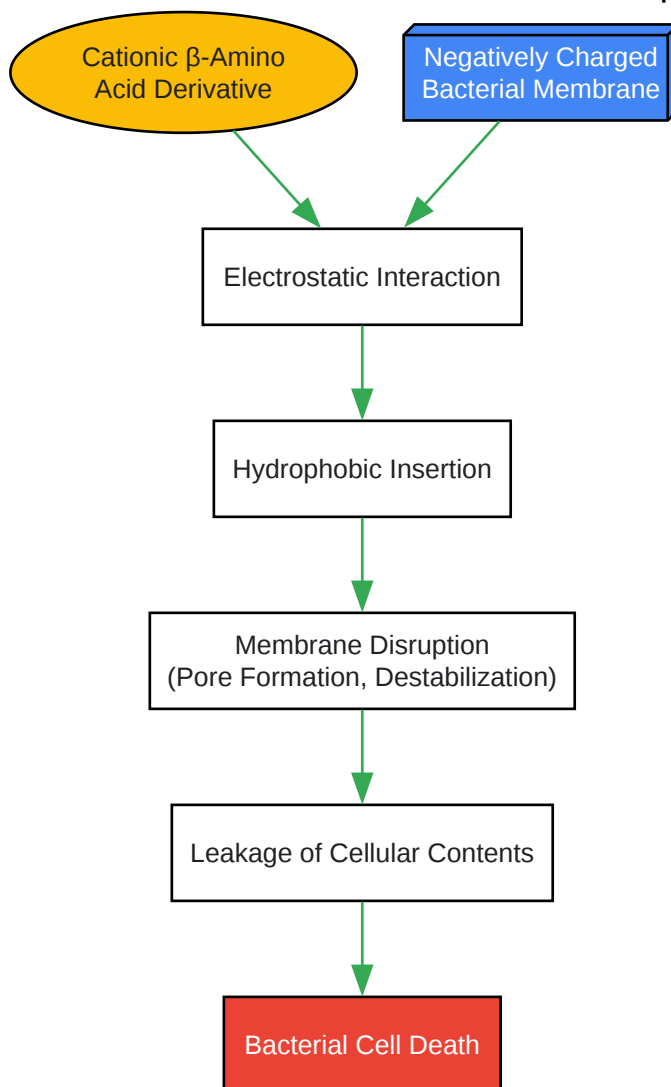 Cationic β-Amino
Acid Derivative
Negatively Charged
Bacterial Membrane
Electrostatic Interaction
Hydrophobic Insertion
Membrane Disruption
(Pore Formation, Destabilization)
Leakage of Cellular Contents
Bacterial Cell Death